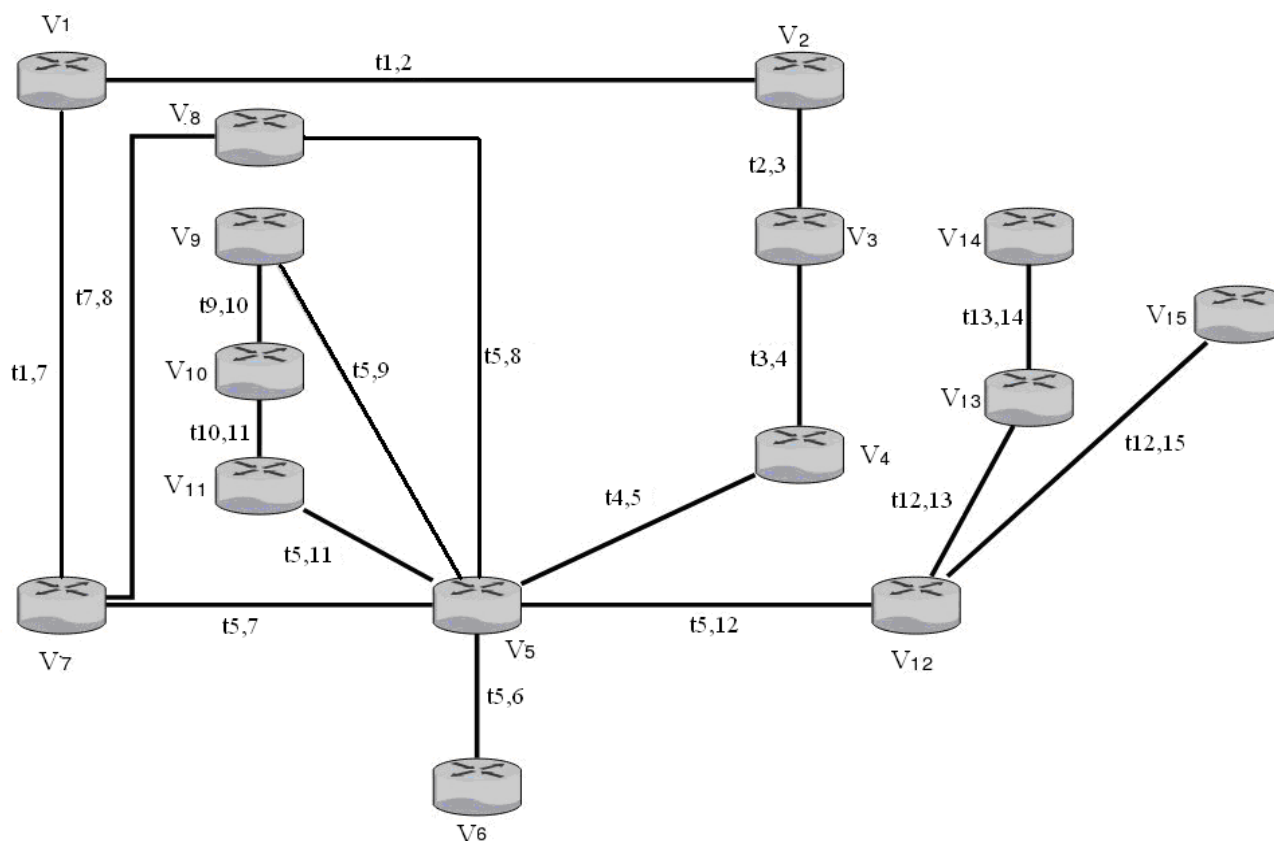 V1
V2
t1,2
V8
t2,3
V9
V3
V14
t7,8
t9,10
t13,14
V15
t1,7
t5,9
t5,8
t3,4
V10
V13
t10,11
t12,15
V11
V4
t4,5
t12,13
t5,11
t5,7
t5,12
V7
V5
V12
t5,6
V6